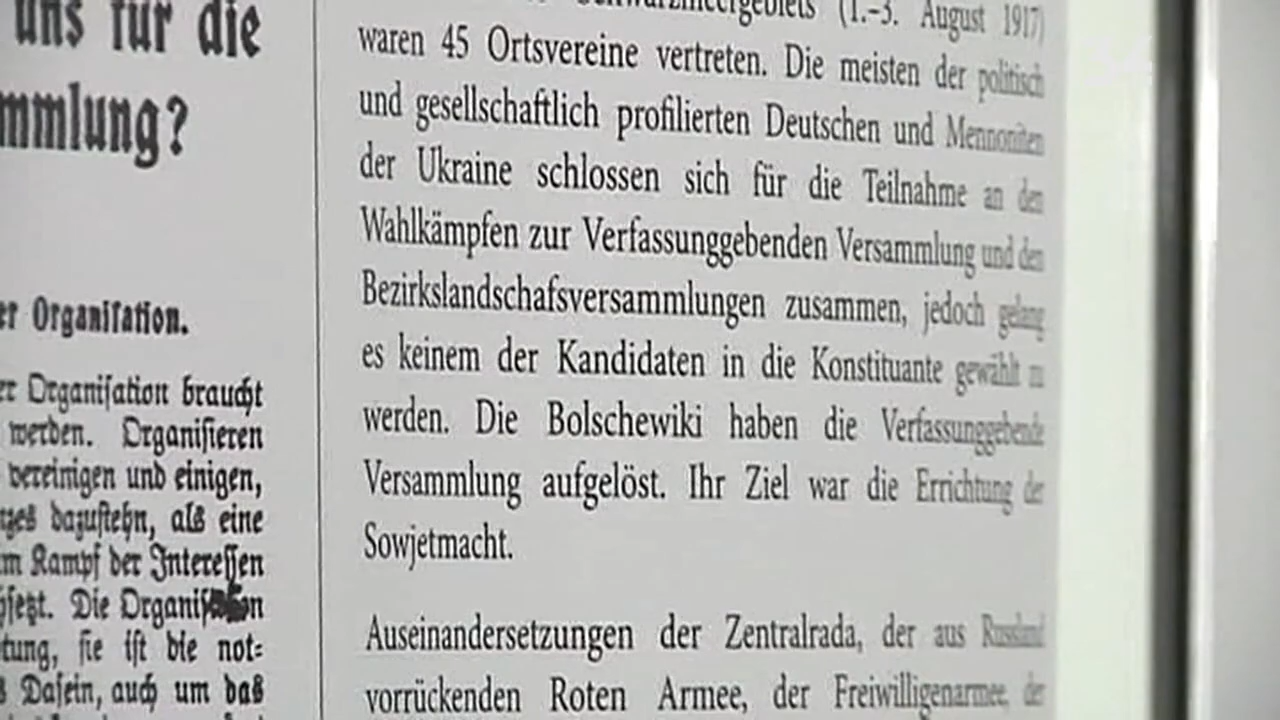 uns für die
mmlung?
er Organisation.
er Organisation braucht
werden. Organisieren
vereinigen und einigen,
dazustehn, als eine
m Kampf der Interessen
Die
tung, sie ist die not=
Dasein, auch um das
(1.–3. August 1917)
waren 45 Ortsvereine vertreten. Die meisten der politisch
und gesellschaftlich profilierten Deutschen und Mennoniten
der Ukraine schlossen sich für die Teilnahme an den
Wahlkämpfen zur Verfassunggebenden Versammlung und den
Bezirkslandschafsversammlungen zusammen, jedoch gelang
es keinem der Kandidaten in die Konstituante gewählt zu
werden. Die Bolschewiki haben die Verfassunggebende
Versammlung aufgelöst. Ihr Ziel war die Errichtung der
Sowjetmacht.
Auseinandersetzungen der Zentralrada, der aus Russland
vorrückenden Roten Armee, der Freiwilligenarmee, der